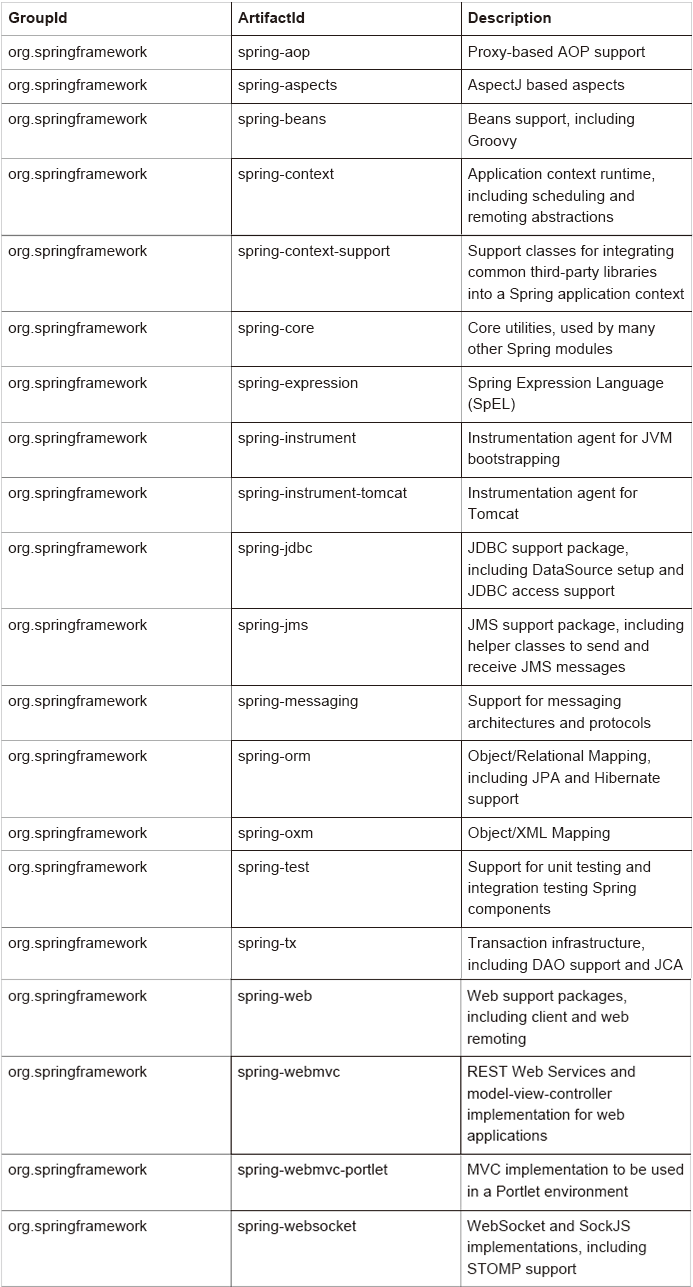 GroupId ArtifactId Description
org.springframework spring-aop Proxy-based AOP support
org.springframework spring-aspects AspectJ based aspects
org.springframework spring-beans Beans support, including
Groovy
org.springframework spring-context Application context runtime,
including scheduling and
remoting abstractions
org.springframework spring-context-support Support classes for integrating
common third-party libraries
into a Spring application context
org.springframework spring-core Core utilities, used by many
other Spring modules
org.springframework spring-expression Spring Expression Language
(SpEL)
org.springframework spring-instrument Instrumentation agent for JVM
bootstrapping
org.springframework spring-instrument-tomcat Instrumentation agent for
Tomcat
org.springframework spring-jdbc JDBC support package,
including DataSource setup and
JDBC access support
org.springframework spring-jms JMS support package, including
helper classes to send and
receive JMS messages
org.springframework spring-messaging Support for messaging
architectures and protocols
org.springframework spring-orm Object/Relational Mapping,
including JPA and Hibernate
support
org.springframework spring-oxm Object/XML Mapping
org.springframework spring-test Support for unit testing and
integration testing Spring
components
org.springframework spring-tx Transaction infrastructure,
including DAO support and JCA
org.springframework spring-web Web support packages,
including client and web
remoting
org.springframework spring-webmvc REST Web Services and
model-view-controller
implementation for web
applications
org.springframework spring-webmvc-portlet MVC implementation to be used
in a Portlet environment
org.springframework spring-websocket WebSocket and SockJS
implementations, including
STOMP support